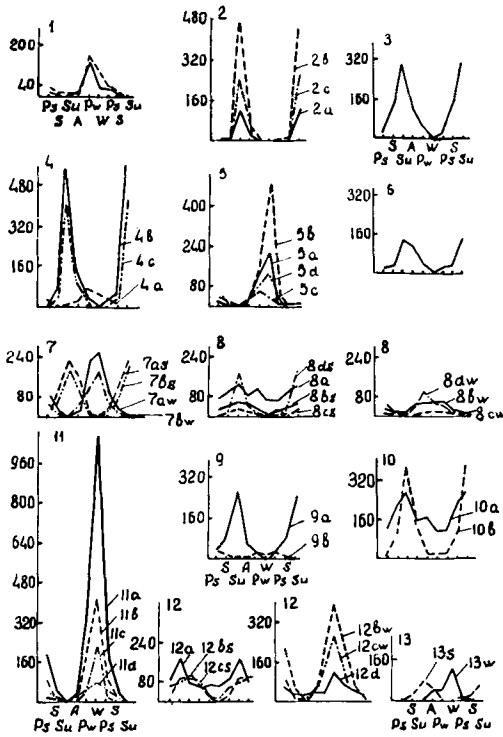 1
200
40
Ps Su Pw Ps Su
S A W S
2
480
320
160
2b
2c
2a
3
320
160
S A W S
Ps Su Pw Ps Su
4
480
320
160
4b
4c
4a
5
480
240
80
5b
5a
5d
5c
6
160
7
240
80
7as
7bs
7aw
7bw
8
240
80
8ds
8a
8bs
8cs
8
240
80
8dw
8bw
8cw
11
960
800
640
480
320
160
11a
11b
11c
11d
S A W S
Ps Su Pw Ps Su
9
320
160
9a
9b
S A W S
Ps Su Pw Ps Su
10
320
160
10a
10b
12
240
80
12a 12bs
12cs
12
320
160
12bw
12cw
12d
13
160
13s
13w
S A W S
Ps Su Pw Ps Su